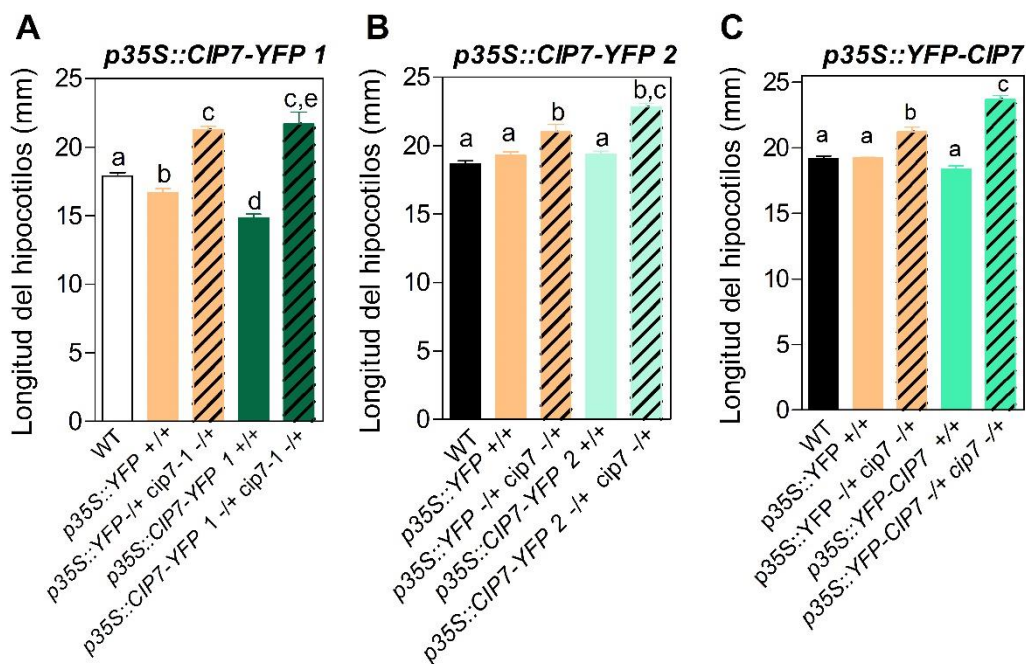 A
p35S::CIP7-YFP 1
Longitud del hipocotilos (mm)
25
20
15
10
5
0
a
b
c
d
c,e
WT
p35S::YFP +/+
p35S::YFP-/+ cip7-1 -/+
p35S::CIP7-YFP 1 +/+
p35S::CIP7-YFP 1 -/+ cip7-1 -/+
B
p35S::CIP7-YFP 2
Longitud del hipocotilos (mm)
25
20
15
10
5
0
a
a
b
a
b,c
WT
p35S::YFP +/+
p35S::YFP -/+ cip7 -/+
p35S::CIP7-YFP 2 +/+
p35S::CIP7-YFP 2 -/+ cip7 -/+
C
p35S::YFP-CIP7
Longitud del hipocotilos (mm)
25
20
15
10
5
0
a
a
b
a
c
WT
p35S::YFP +/+
p35S::YFP -/+ cip7 -/+
p35S::YFP-CIP7 +/+
p35S::YFP-CIP7 -/+ cip7 -/+